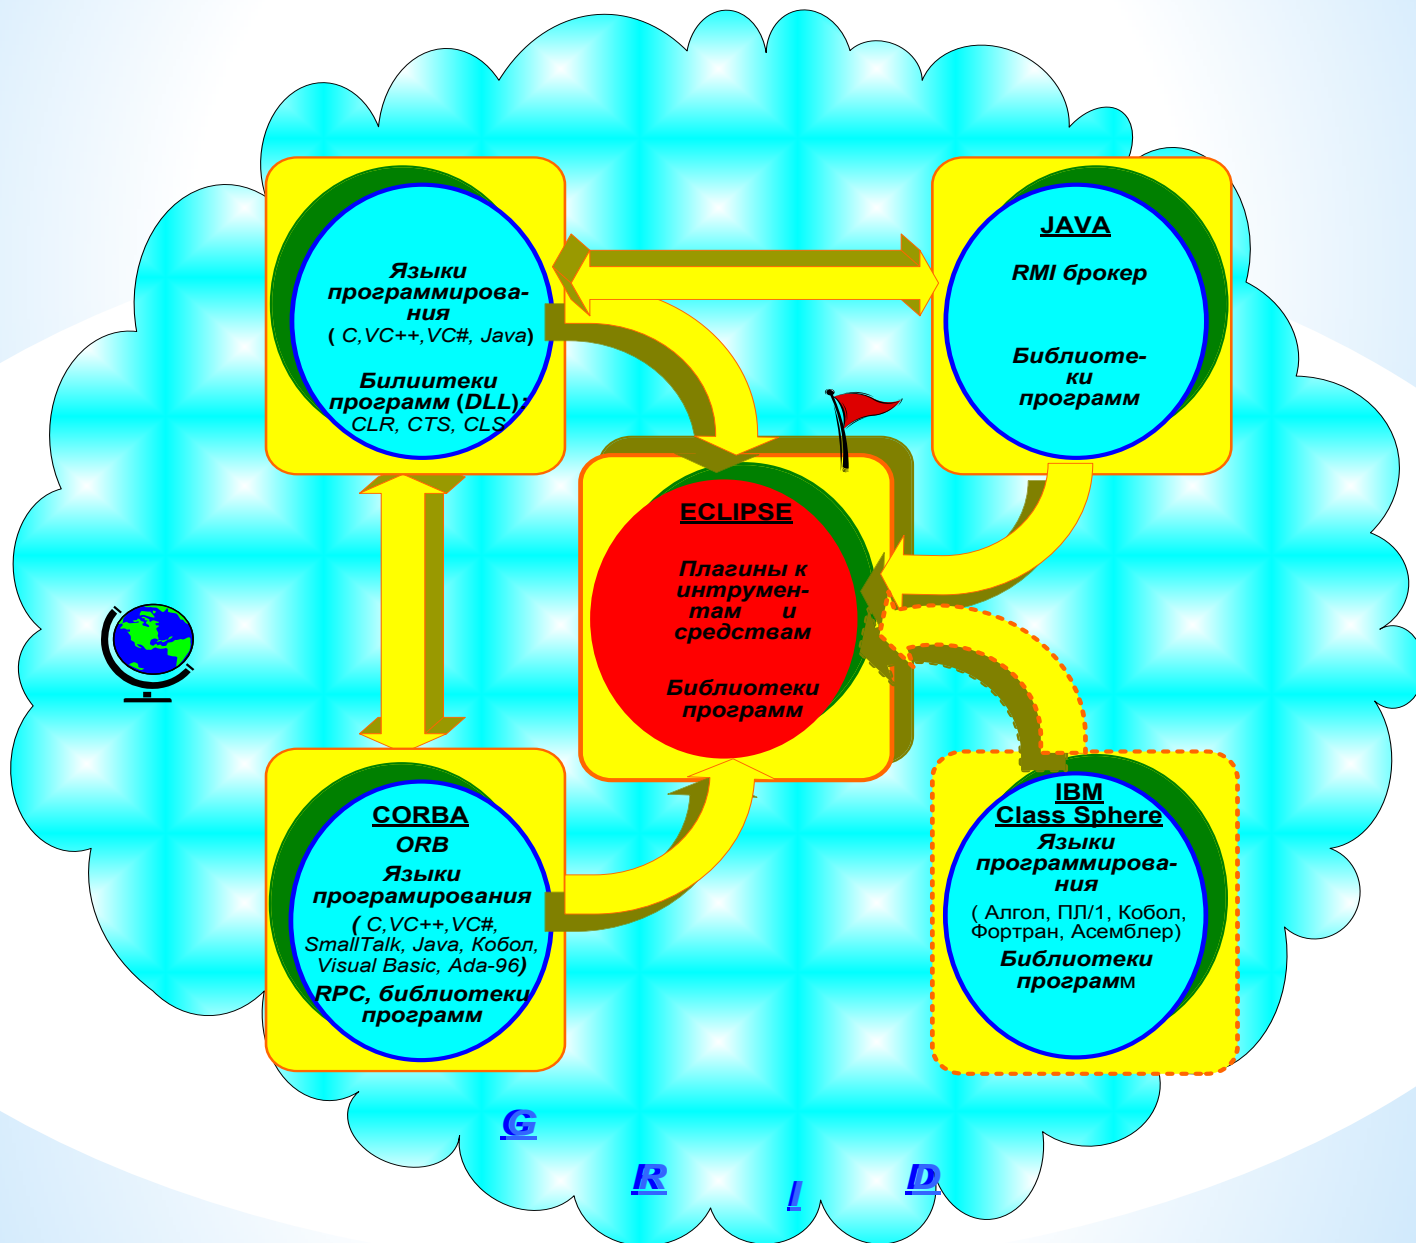 Языки
программирова-
ния
( C,VC++,VC#, Java)
Билиитеки
программ (DLL):
CLR, CTS, CLS
JAVA
RMI брокер
Библиоте-
ки
программ
ECLIPSE
Плагины к
интрумен-
там и
средствам
Библиотеки
программ
CORBA
ORB
Языки
програмирования
( C,VC++,VC#,
SmallTalk, Java, Кобол,
Visual Basic, Ada-96)
RPC, библиотеки
программ
IBM
Class Sphere
Языки
программирова-
ния
( Алгол, ПЛ/1, Кобол,
Фортран, Асемблер)
Библиотеки
программ
G
R
I
D